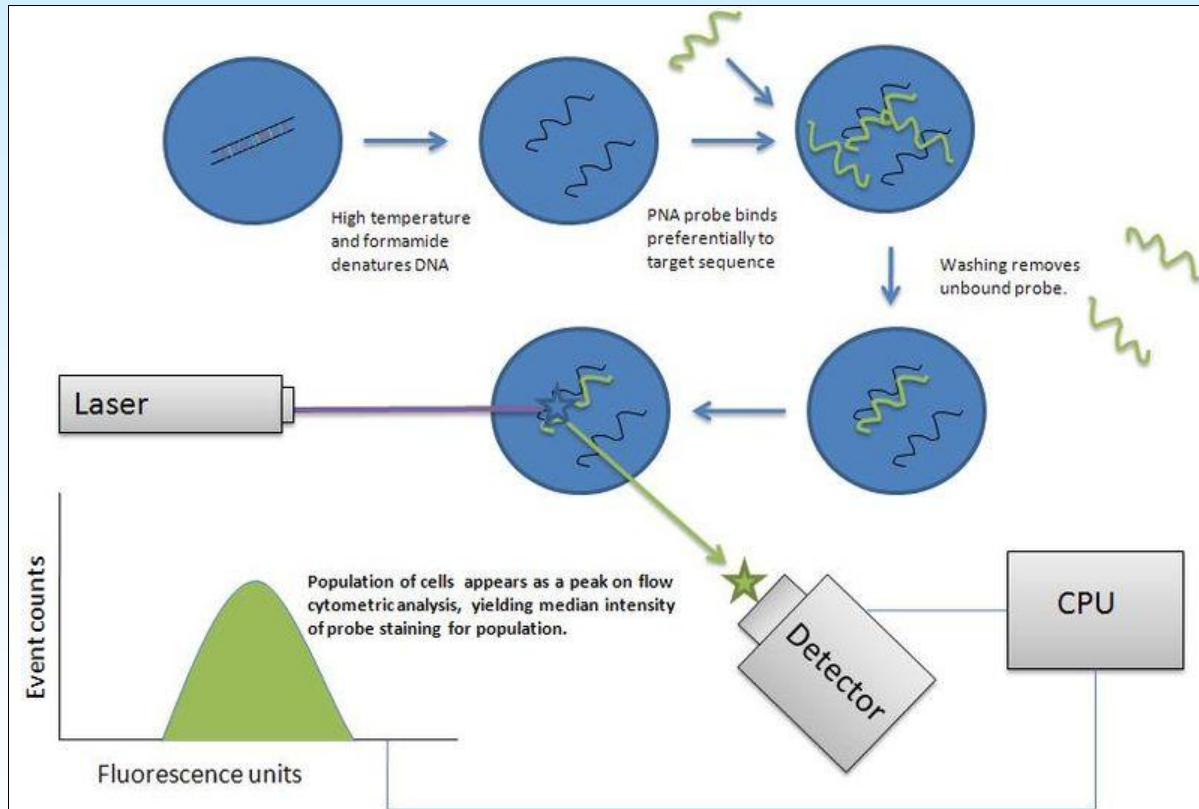 High temperature
and formamide
denatures DNA
PNA probe binds
preferentially to
target sequence
Washing removes
unbound probe.
Laser
Population of cells appears as a peak on flow
cytometric analysis, yielding median intensity
of probe staining for population.
Event counts
Fluorescence units
Detector
CPU